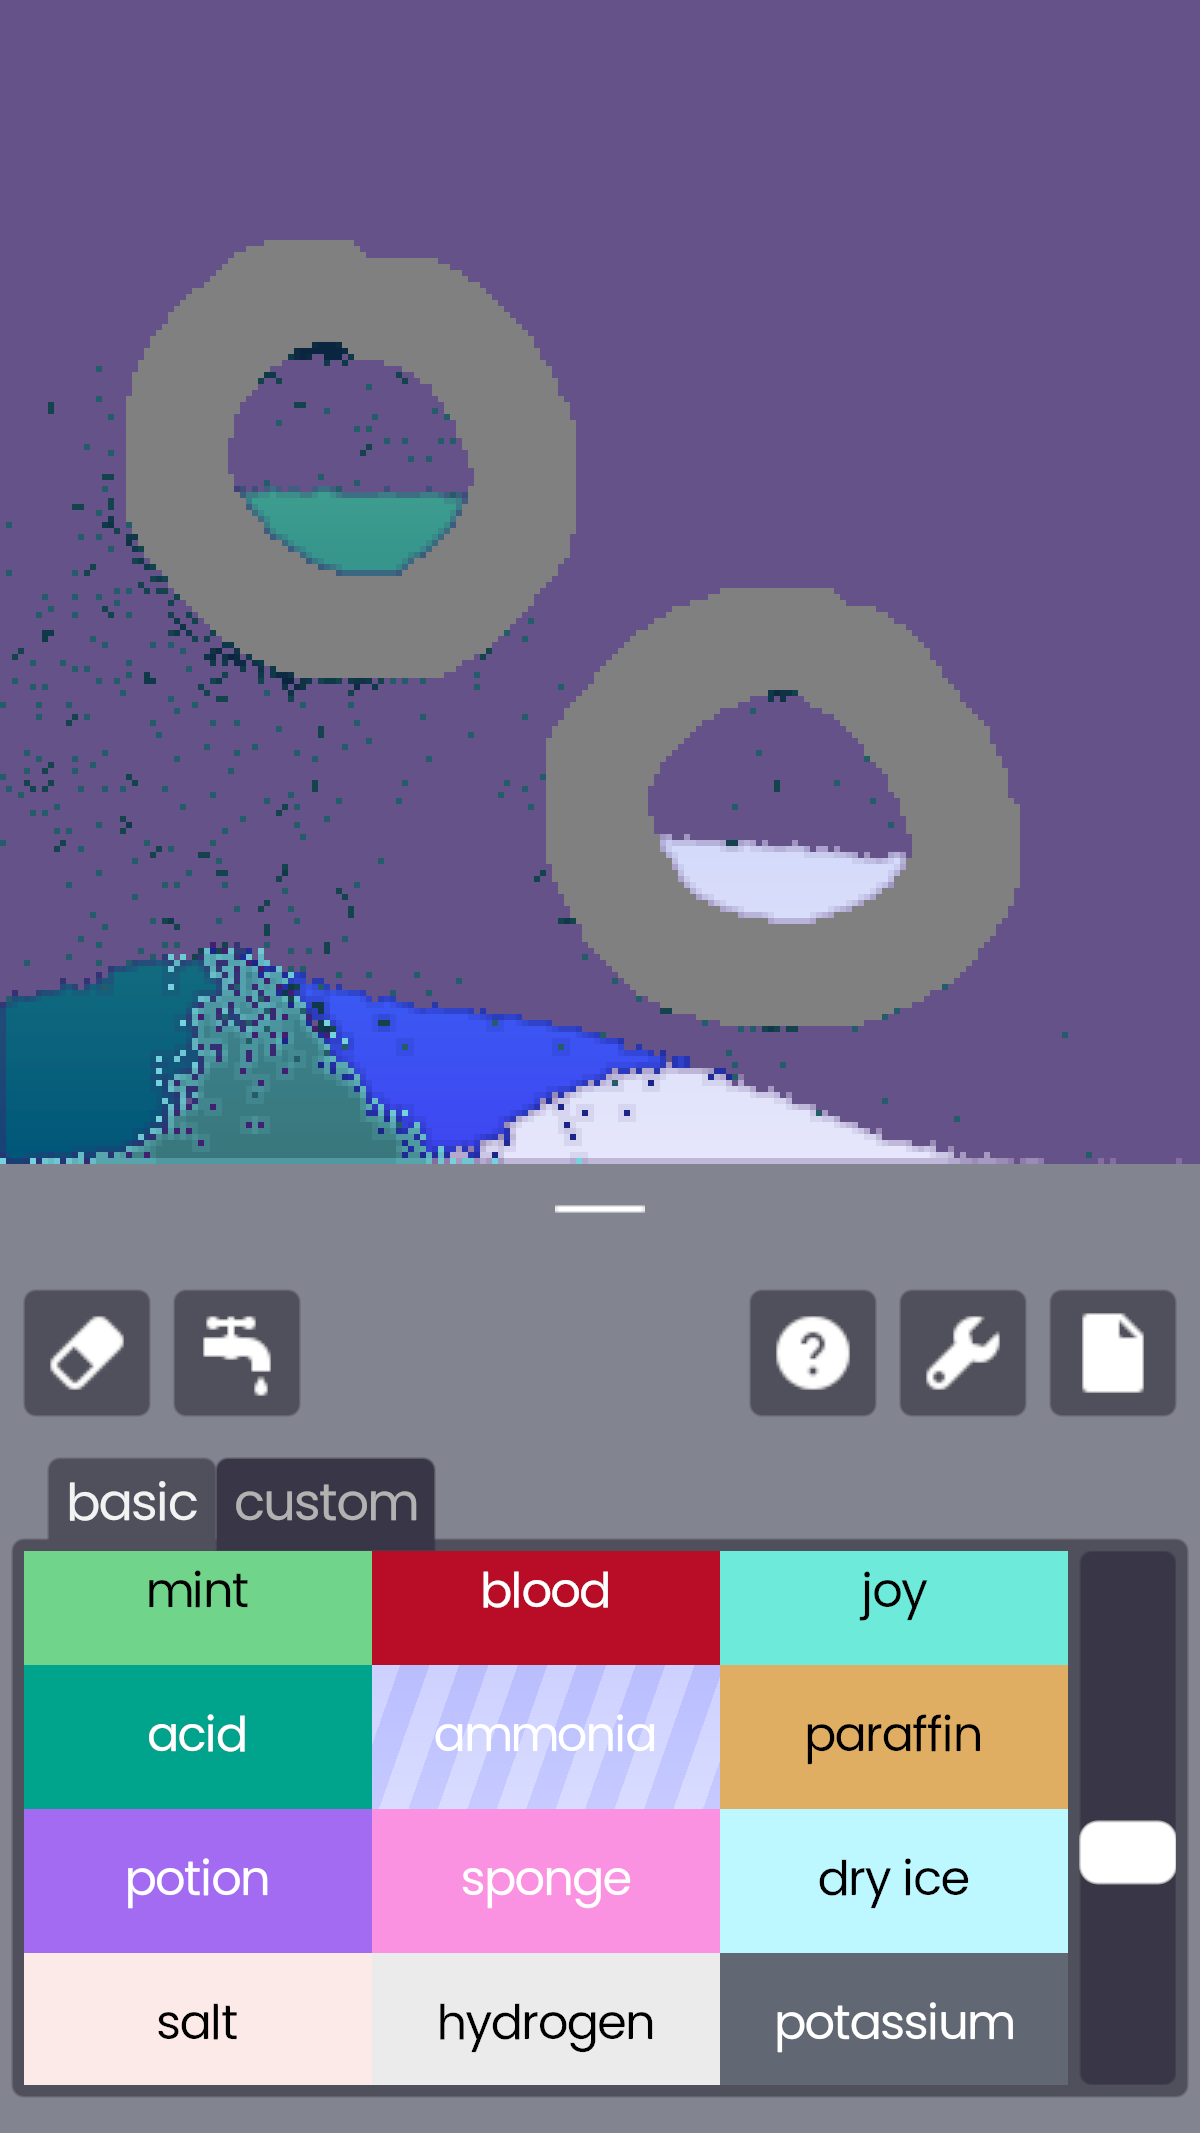 ?
basic custom
mint blood joy
acid ammonia paraffin
potion sponge dry ice
salt hydrogen potassium